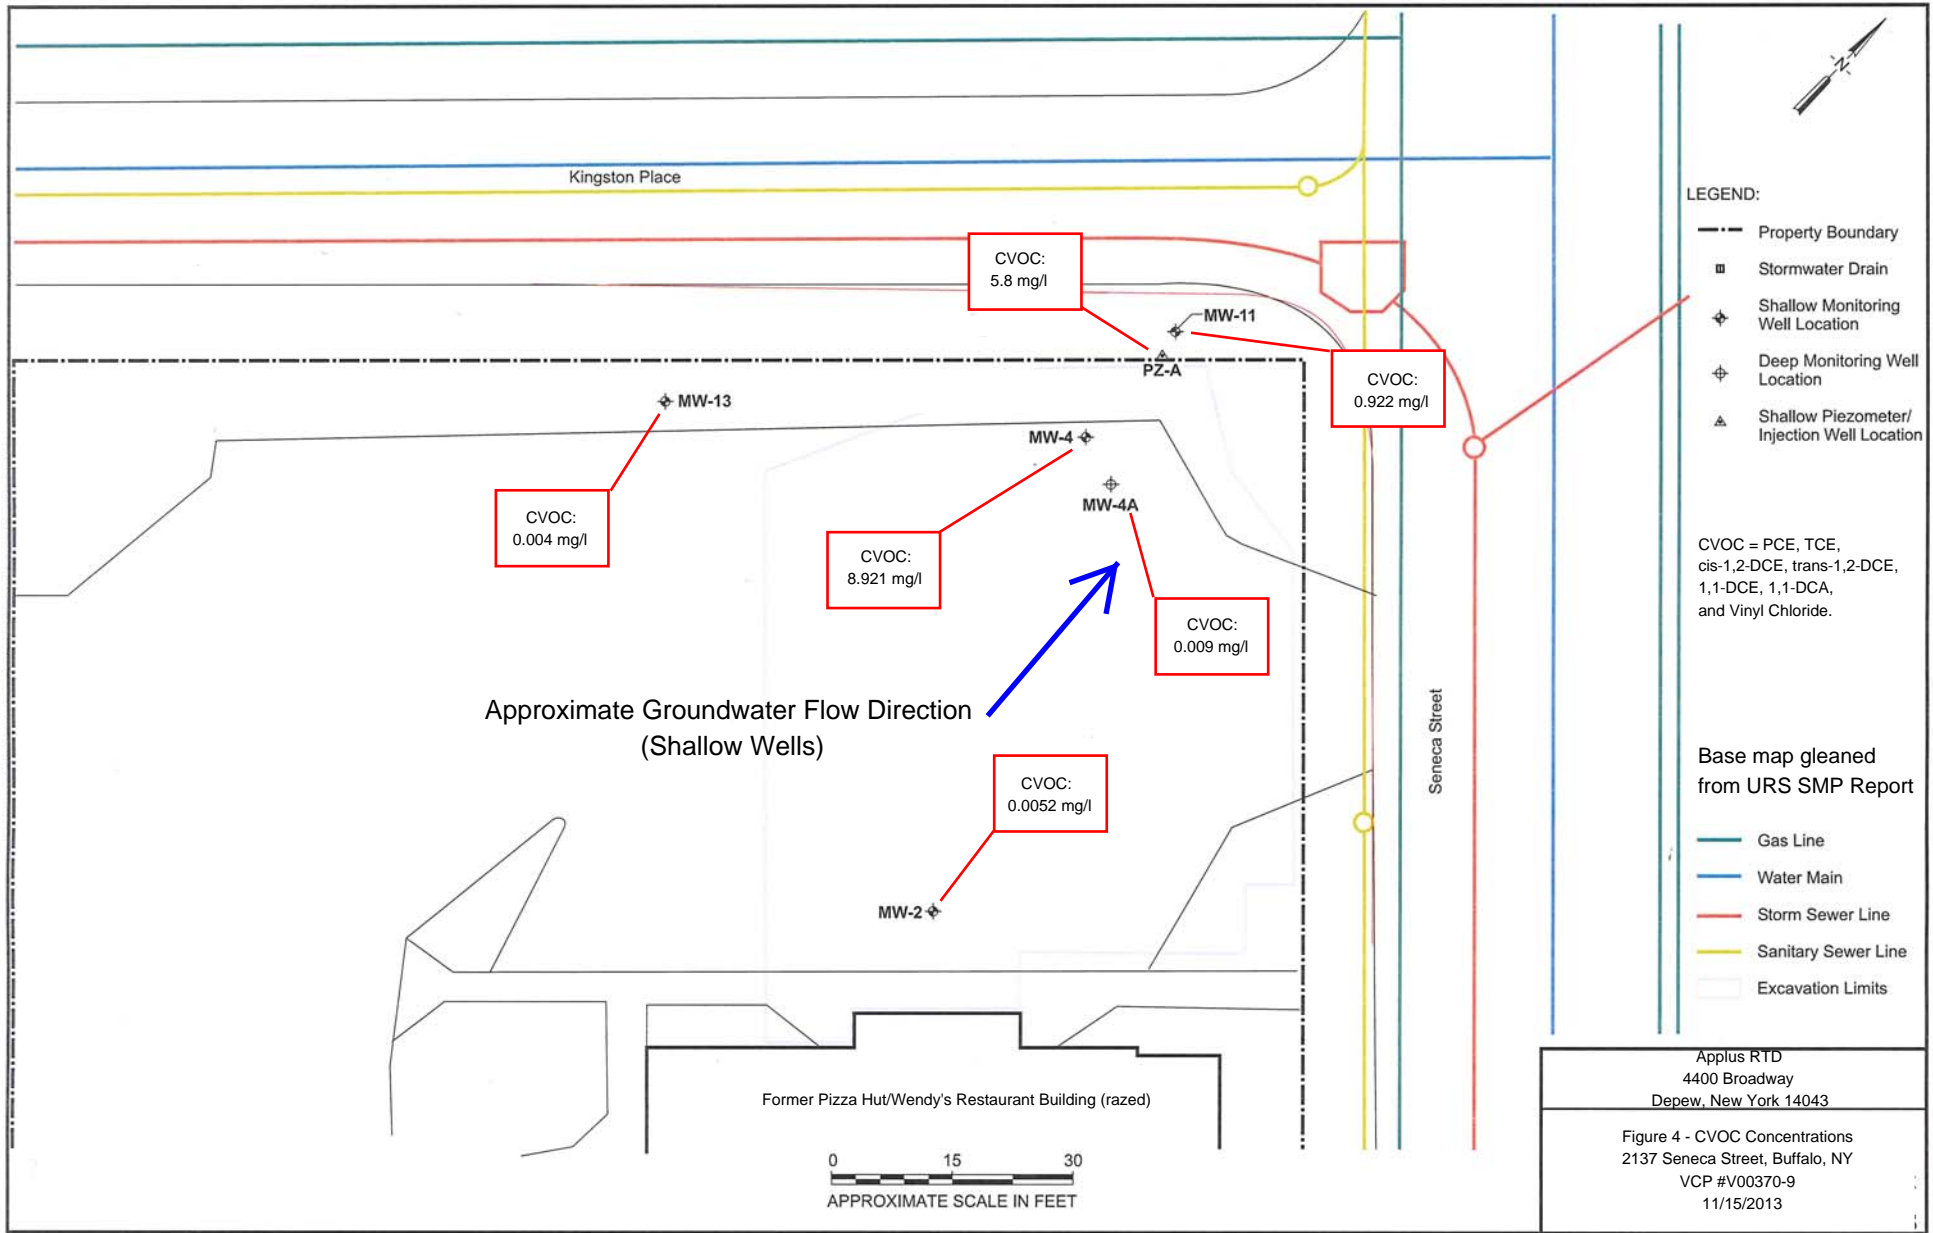 N
Kingston Place
LEGEND:
Property Boundary
Stormwater Drain
Shallow Monitoring
Well Location
Deep Monitoring Well
Location
Shallow Piezometer/
Injection Well Location
CVOC:
5.8 mg/l
MW-11
PZ-A
CVOC:
0.922 mg/l
MW-13
MW-4
MW-4A
CVOC:
0.004 mg/l
CVOC:
8.921 mg/l
CVOC:
0.009 mg/l
CVOC = PCE, TCE,
cis-1,2-DCE, trans-1,2-DCE,
1,1-DCE, 1,1-DCA,
and Vinyl Chloride.
Approximate Groundwater Flow Direction
(Shallow Wells)
Seneca Street
CVOC:
0.0052 mg/l
MW-2
Base map gleaned
from URS SMP Report
Gas Line
Water Main
Storm Sewer Line
Sanitary Sewer Line
Excavation Limits
Former Pizza Hut/Wendy's Restaurant Building (razed)
0 15 30
APPROXIMATE SCALE IN FEET
Applus RTD
4400 Broadway
Depew, New York 14043
Figure 4 - CVOC Concentrations
2137 Seneca Street, Buffalo, NY
VCP #V00370-9
11/15/2013